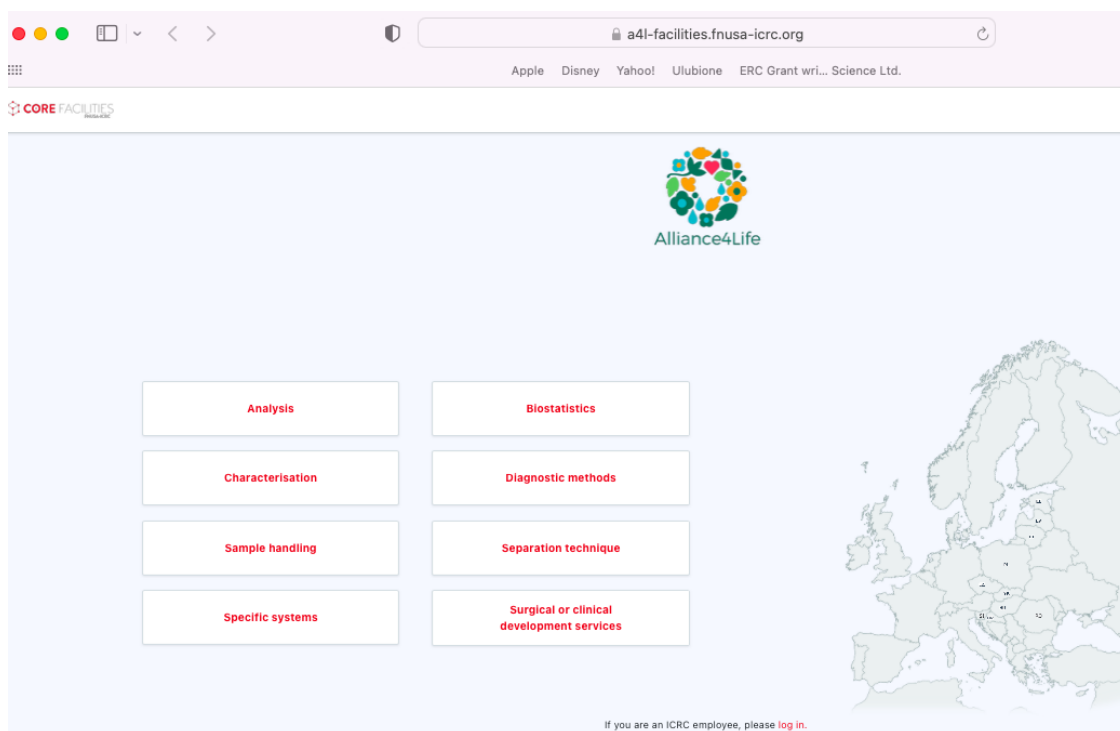 a4l-facilities.fnusa-icrc.org
Apple Disney Yahoo! Ulubione ERC Grant wri... Science Ltd.
CORE FACILITIES
FNUSA-ICRC
Alliance4Life
Analysis
Biostatistics
Characterisation
Diagnostic methods
Sample handling
Separation technique
Specific systems
Surgical or clinical
development services
If you are an ICRC employee, please log in.